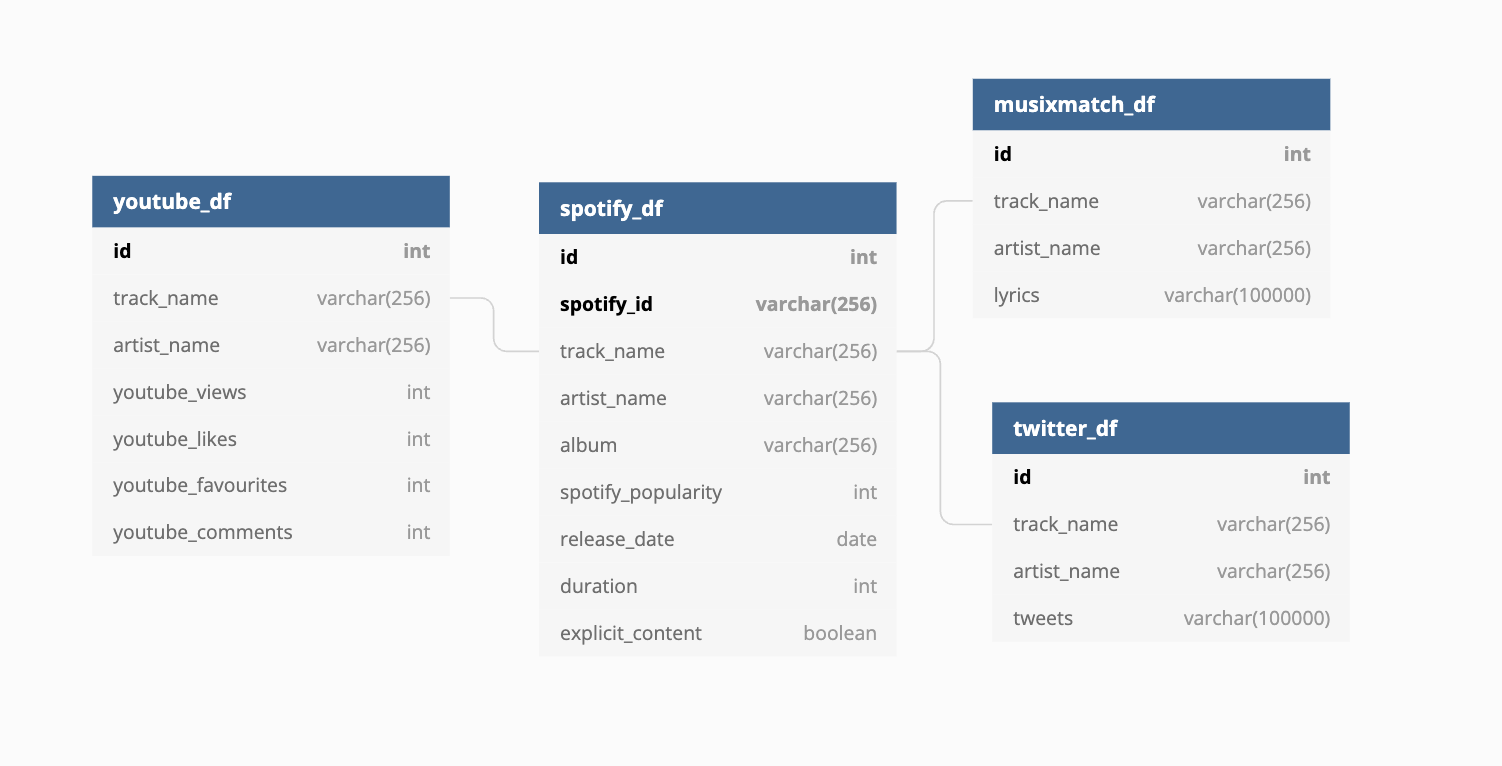 youtube_df
id int
track_name varchar(256)
artist_name varchar(256)
youtube_views int
youtube_likes int
youtube_favourites int
youtube_comments int
spotify_df
id int
spotify_id varchar(256)
track_name varchar(256)
artist_name varchar(256)
album varchar(256)
spotify_popularity int
release_date date
duration int
explicit_content boolean
musixmatch_df
id int
track_name varchar(256)
artist_name varchar(256)
lyrics varchar(100000)
twitter_df
id int
track_name varchar(256)
artist_name varchar(256)
tweets varchar(100000)